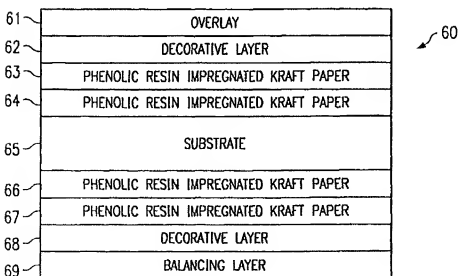 61 OVERLAY
60
62 DECORATIVE LAYER
63 PHENOLIC RESIN IMPREGNATED KRAFT PAPER
64 PHENOLIC RESIN IMPREGNATED KRAFT PAPER
65 SUBSTRATE
66 PHENOLIC RESIN IMPREGNATED KRAFT PAPER
67 PHENOLIC RESIN IMPREGNATED KRAFT PAPER
68 DECORATIVE LAYER
69 BALANCING LAYER